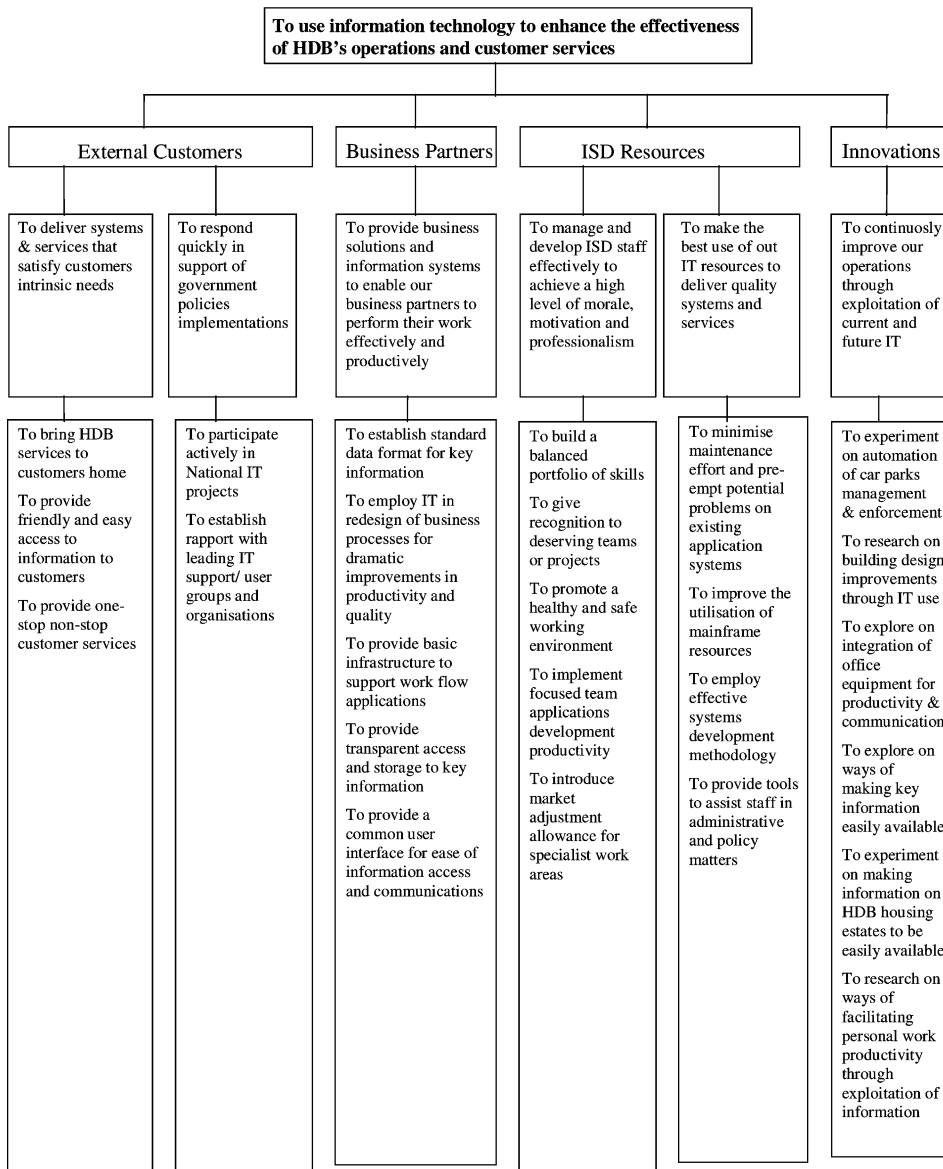 To use information technology to enhance the effectiveness
of HDB's operations and customer services
External Customers
Business Partners
ISD Resources
Innovations
To deliver systems
& services that
satisfy customers
intrinsic needs
To respond
quickly in
support of
government
policies
implementations
To provide business
solutions and
information systems
to enable our
business partners to
perform their work
effectively and
productively
To manage and
develop ISD staff
effectively to
achieve a high
level of morale,
motivation and
professionalism
To make the
best use of out
IT resources to
deliver quality
systems and
services
To continuosly
improve our
operations
through
exploitation of
current and
future IT
To bring HDB
services to
customers home
To provide
friendly and easy
access to
information to
customers
To provide one-
stop non-stop
customer services
To participate
actively in
National IT
projects
To establish
rapport with
leading IT
support/ user
groups and
organisations
To establish standard
data format for key
information
To employ IT in
redesign of business
processes for
dramatic
improvements in
productivity and
quality
To provide basic
infrastructure to
support work flow
applications
To provide
transparent access
and storage to key
information
To provide a
common user
interface for ease of
information access
and communications
To build a
balanced
portfolio of skills
To give
recognition to
deserving teams
or projects
To promote a
healthy and safe
working
environment
To implement
focused team
applications
development
productivity
To introduce
market
adjustment
allowance for
specialist work
areas
To minimise
maintenance
effort and pre-
empt potential
problems on
existing
application
systems
To improve the
utilisation of
mainframe
resources
To employ
effective
systems
development
methodology
To provide tools
to assist staff in
administrative
and policy
matters
To experiment
on automation
of car parks
management
& enforcement
To research on
building design
improvements
through IT use
To explore on
integration of
office
equipment for
productivity &
communication
To explore on
ways of
making key
information
easily available
To experiment
on making
information on
HDB housing
estates to be
easily available
To research on
ways of
facilitating
personal work
productivity
through
exploitation of
information